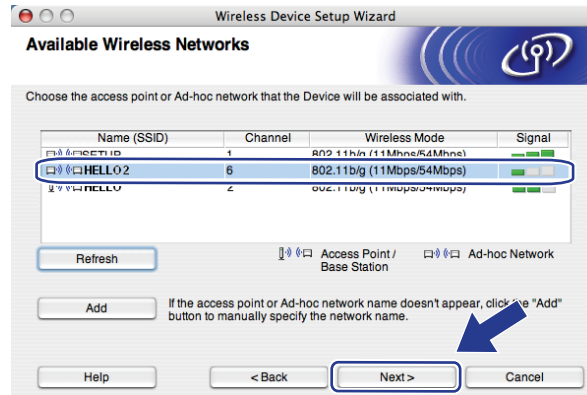 Wireless Device Setup Wizard
Available Wireless Networks
Choose the access point or Ad-hoc network that the Device will be associated with.
Name (SSID) Channel Wireless Mode Signal
SETUP 1 802.11b/g (11Mbps/54Mbps)
HELLO2 6 802.11b/g (11Mbps/54Mbps)
HELLO 2 802.11b/g (11Mbps/54Mbps)
Refresh
Access Point / Ad-hoc Network
Base Station
Add
If the access point or Ad-hoc network name doesn't appear, click the "Add"
button to manually specify the network name.
Help < Back Next > Cancel